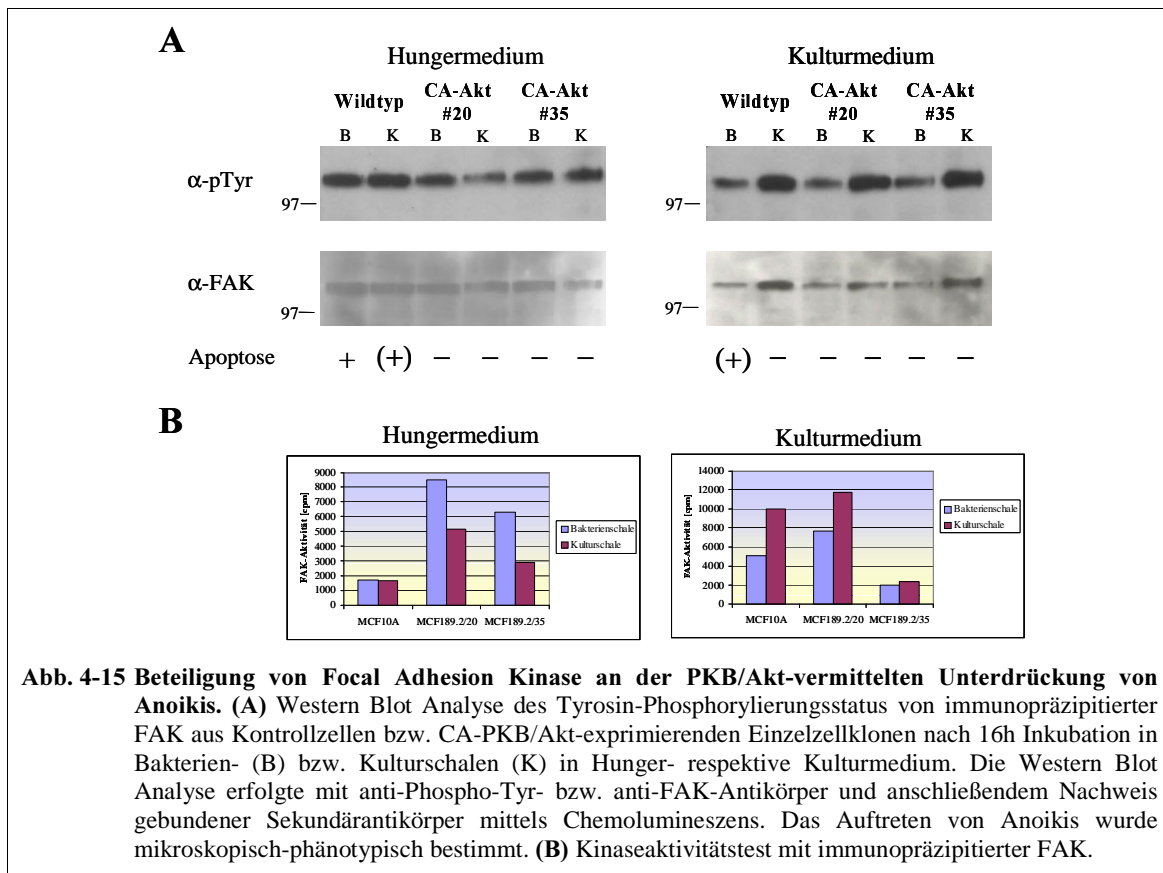 A
Hungermedium
Kulturmedium
Wildtyp CA-Akt #20 CA-Akt #35
Wildtyp CA-Akt #20 CA-Akt #35
B K B K B K
B K B K B K
α-pTyr
97—
97—
α-FAK
97—
97—
Apoptose + (+) − − − −
(+) − − − − −
B
Hungermedium
Kulturmedium
FAK-Aktivität [cpm]
9000
8000
7000
6000
5000
4000
3000
2000
1000
0
MCF10A MCF189.2/20 MCF189.2/35
Bakterienschale
Kulturschale
FAK-Aktivität [cpm]
14000
12000
10000
8000
6000
4000
2000
0
MCF10A MCF189.2/20 MCF189.2/35
Bakterienschale
Kulturschale
Abb. 4-15 Beteiligung von Focal Adhesion Kinase an der PKB/Akt-vermittelten Unterdrückung von
Anoikis. (A) Western Blot Analyse des Tyrosin-Phosphorylierungsstatus von immunopräzipitierter
FAK aus Kontrollzellen bzw. CA-PKB/Akt-exprimierenden Einzelzellklonen nach 16h Inkubation in
Bakterien- (B) bzw. Kulturschalen (K) in Hunger- respektive Kulturmedium. Die Western Blot
Analyse erfolgte mit anti-Phospho-Tyr- bzw. anti-FAK-Antikörper und anschließendem Nachweis
gebundener Sekundärantikörper mittels Chemolumineszens. Das Auftreten von Anoikis wurde
mikroskopisch-phänotypisch bestimmt. (B) Kinaseaktivitätstest mit immunopräzipitierter FAK.